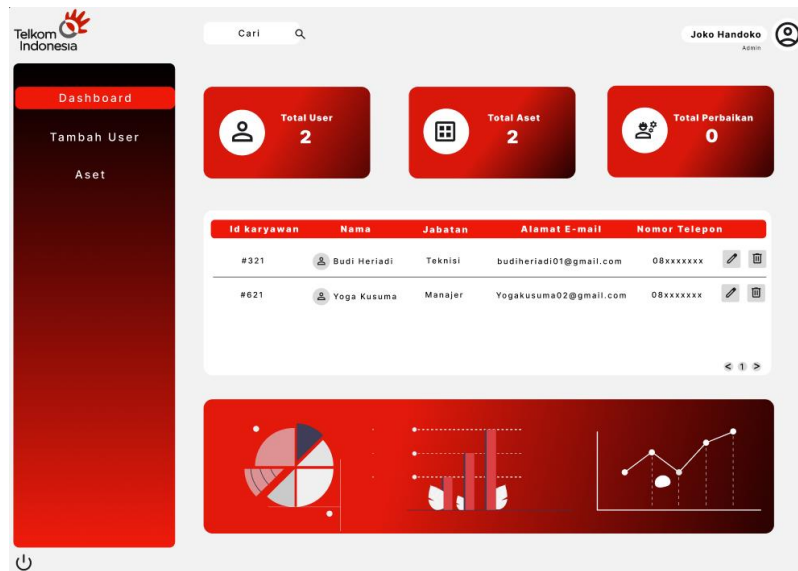 Telkom
Indonesia
Cari
Joko Handoko
Admin
Dashboard
Tambah User
Aset
Total User
2
Total Aset
2
Total Perbaikan
0
Id karyawan Nama Jabatan Alamat E-mail Nomor Telepon
#321 Budi Heriadi Teknisi budiheriadi01@gmail.com 08xxxxxxx
#621 Yoga Kusuma Manajer Yogakusuma02@gmail.com 08xxxxxxx
< 1 >